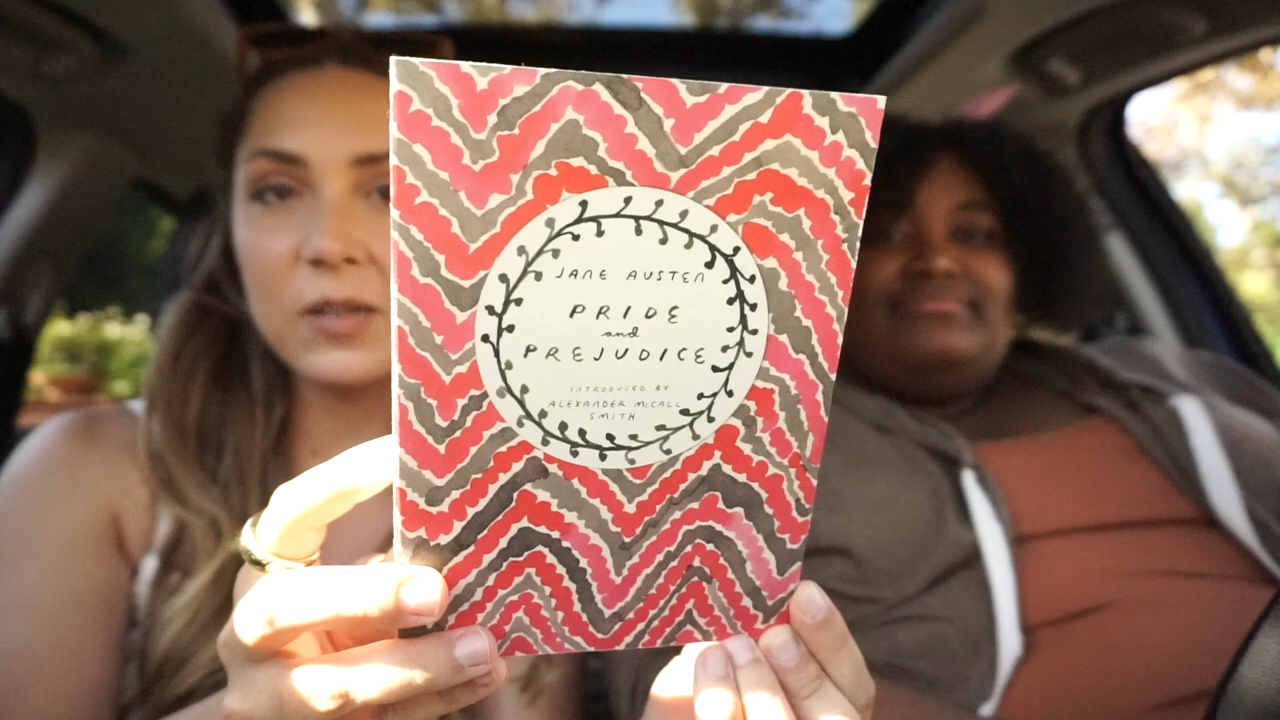 JANE AUSTEN
PRIDE
and
PREJUDICE
INTRODUCED BY
ALEXANDER McCALL
SMITH